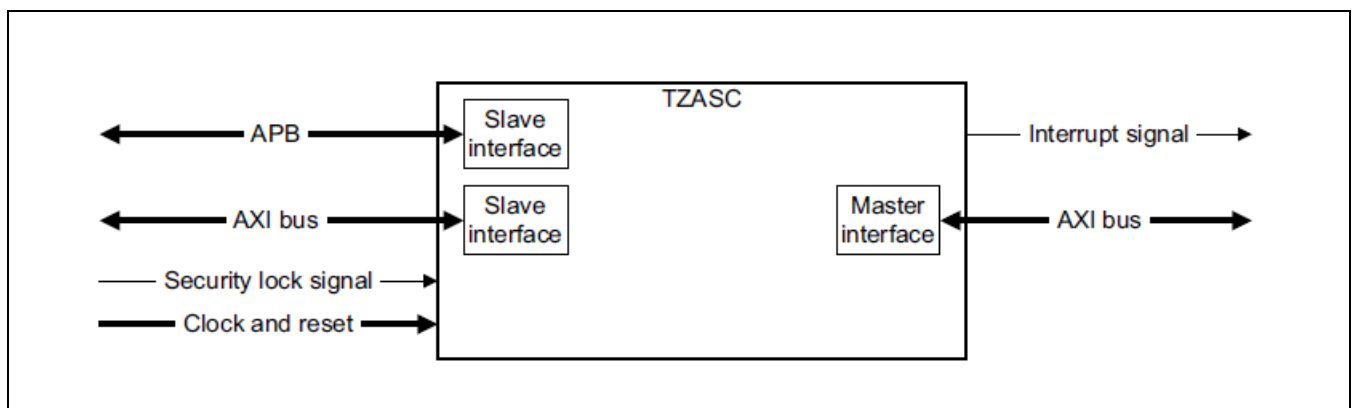 TZASC
APB
Slave
interface
Interrupt signal
AXI bus
Slave
interface
Master
interface
AXI bus
Security lock signal
Clock and reset